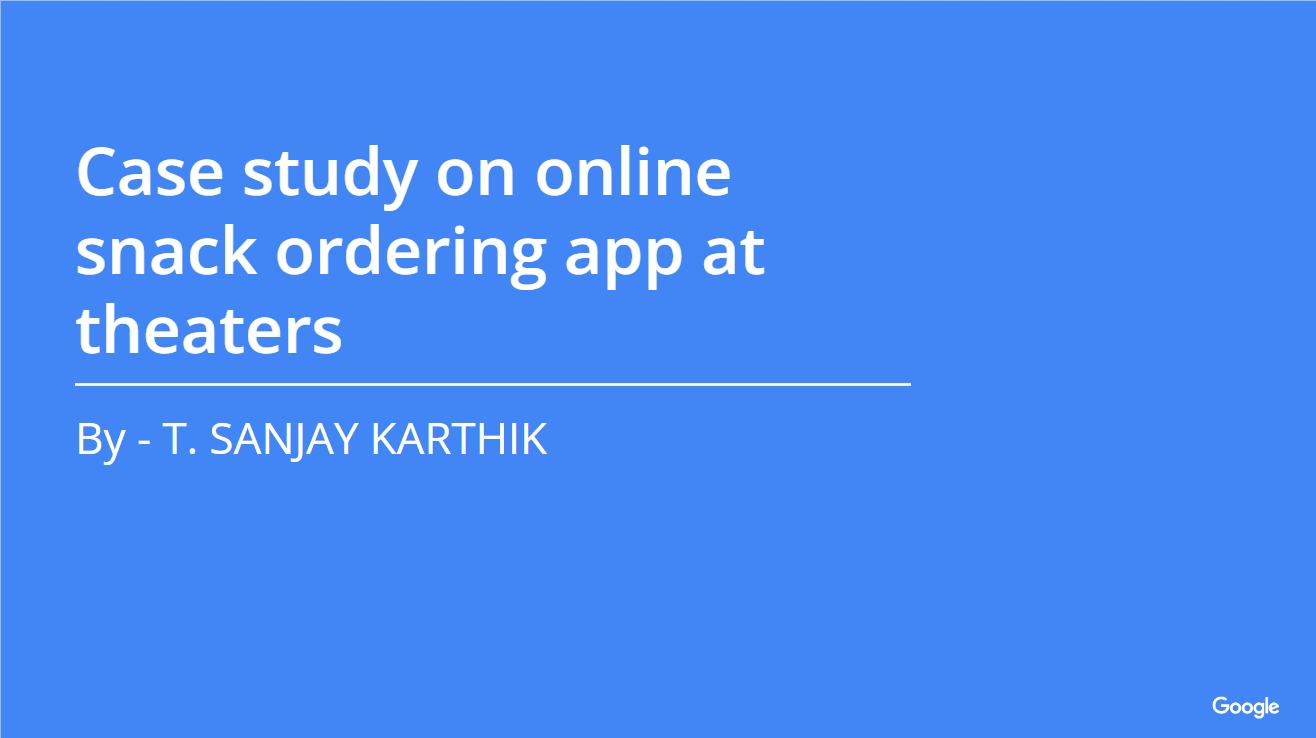 Case study on online
snack ordering app at
theaters
By - T. SANJAY KARTHIK
Google